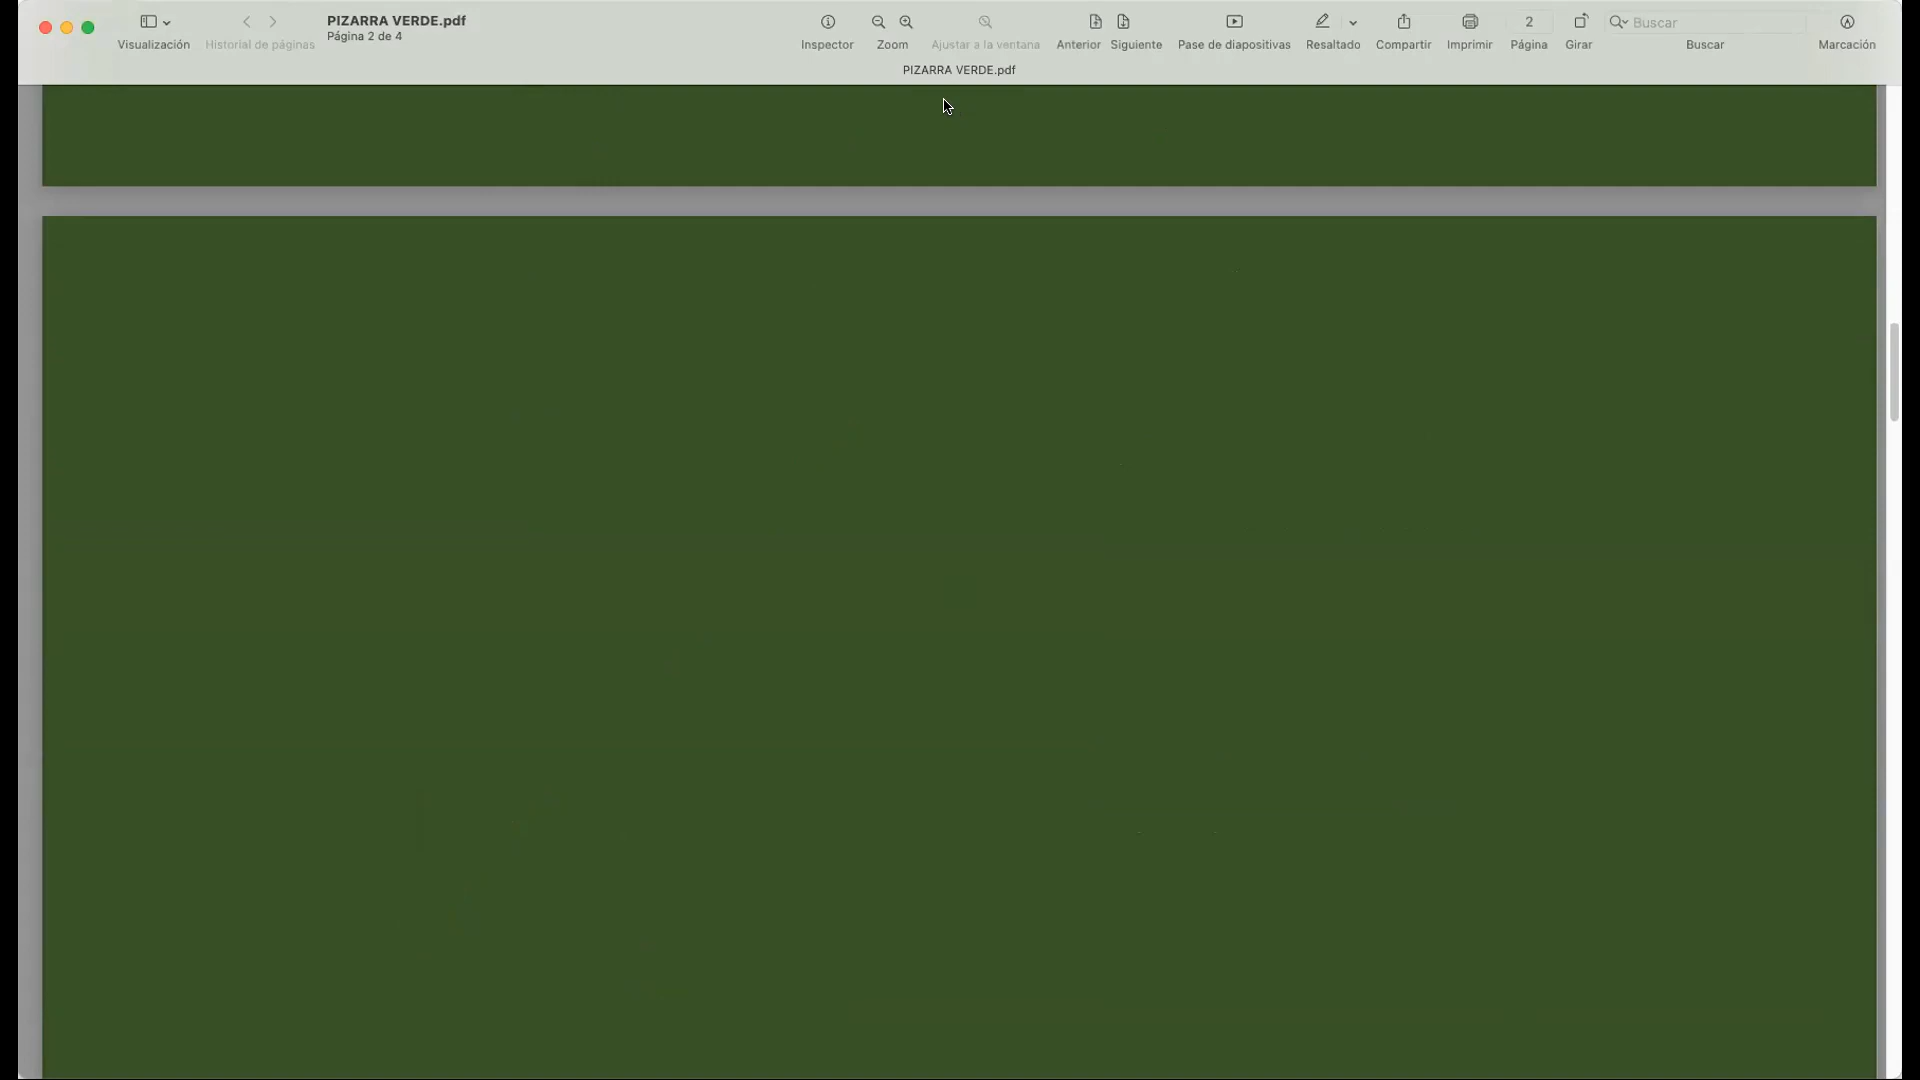 PIZARRA VERDE.pdf
Página 2 de 4
Visualización
Historial de páginas
Inspector
Zoom
Ajustar a la ventana
Anterior
Siguiente
Pase de diapositivas
Resaltado
Compartir
Imprimir
2
Página
Girar
Buscar
Buscar
Marcación
PIZARRA VERDE.pdf